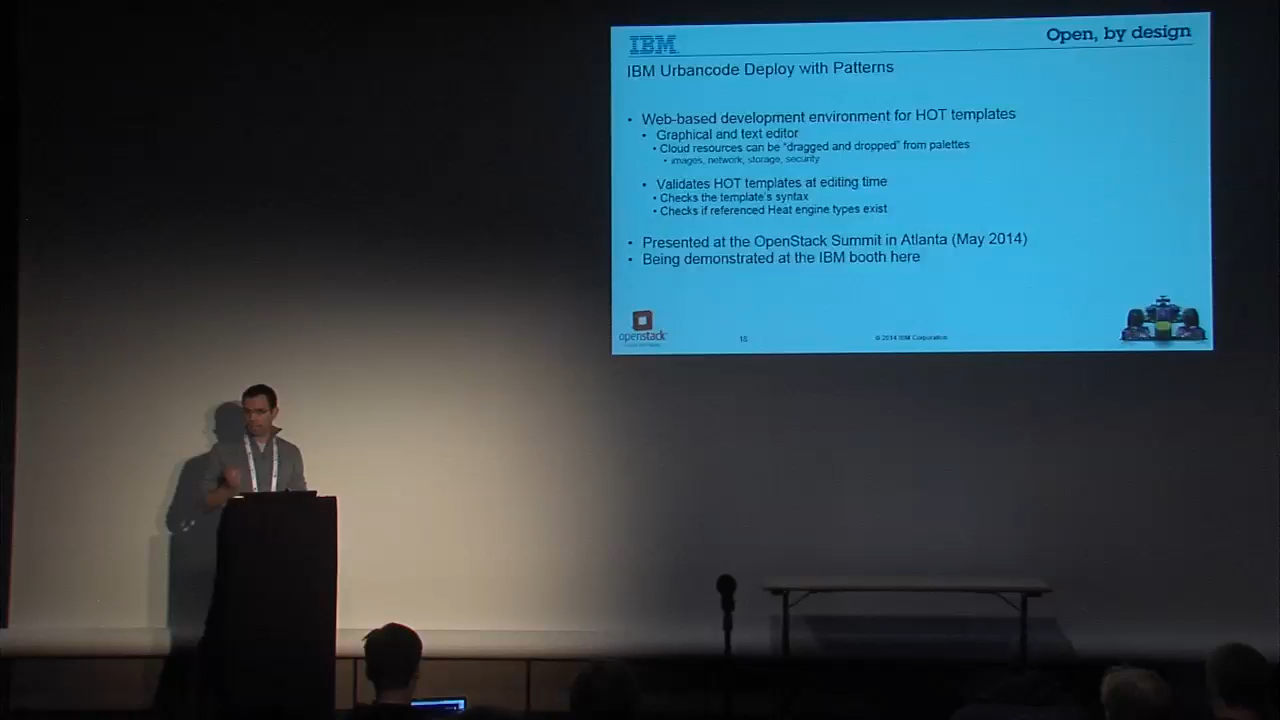 IBM
Open, by design
IBM Urbancode Deploy with Patterns
• Web-based development environment for HOT templates
• Graphical and text editor
• Cloud resources can be "dragged and dropped" from palettes
• images, network, storage, security
• Validates HOT templates at editing time
• Checks the template's syntax
• Checks if referenced Heat engine types exist
• Presented at the OpenStack Summit in Atlanta (May 2014)
• Being demonstrated at the IBM booth here
openstack
© 2014 IBM Corporation